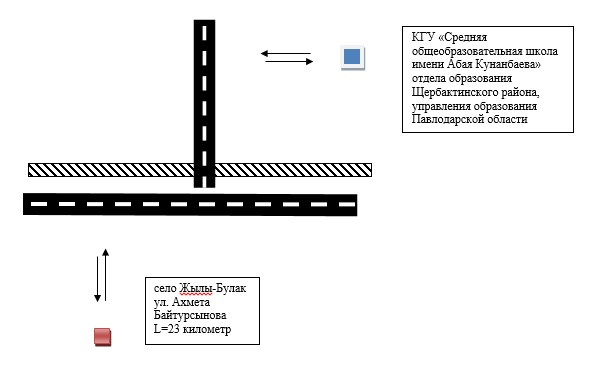 КГУ «Средняя
общеобразовательная школа
имени Абая Кунанбаева»
отдела образования
Щербактинского района,
управления образования
Павлодарской области
село Жылы-Булак
ул. Ахмета
Байтурсынова
L=23 километр